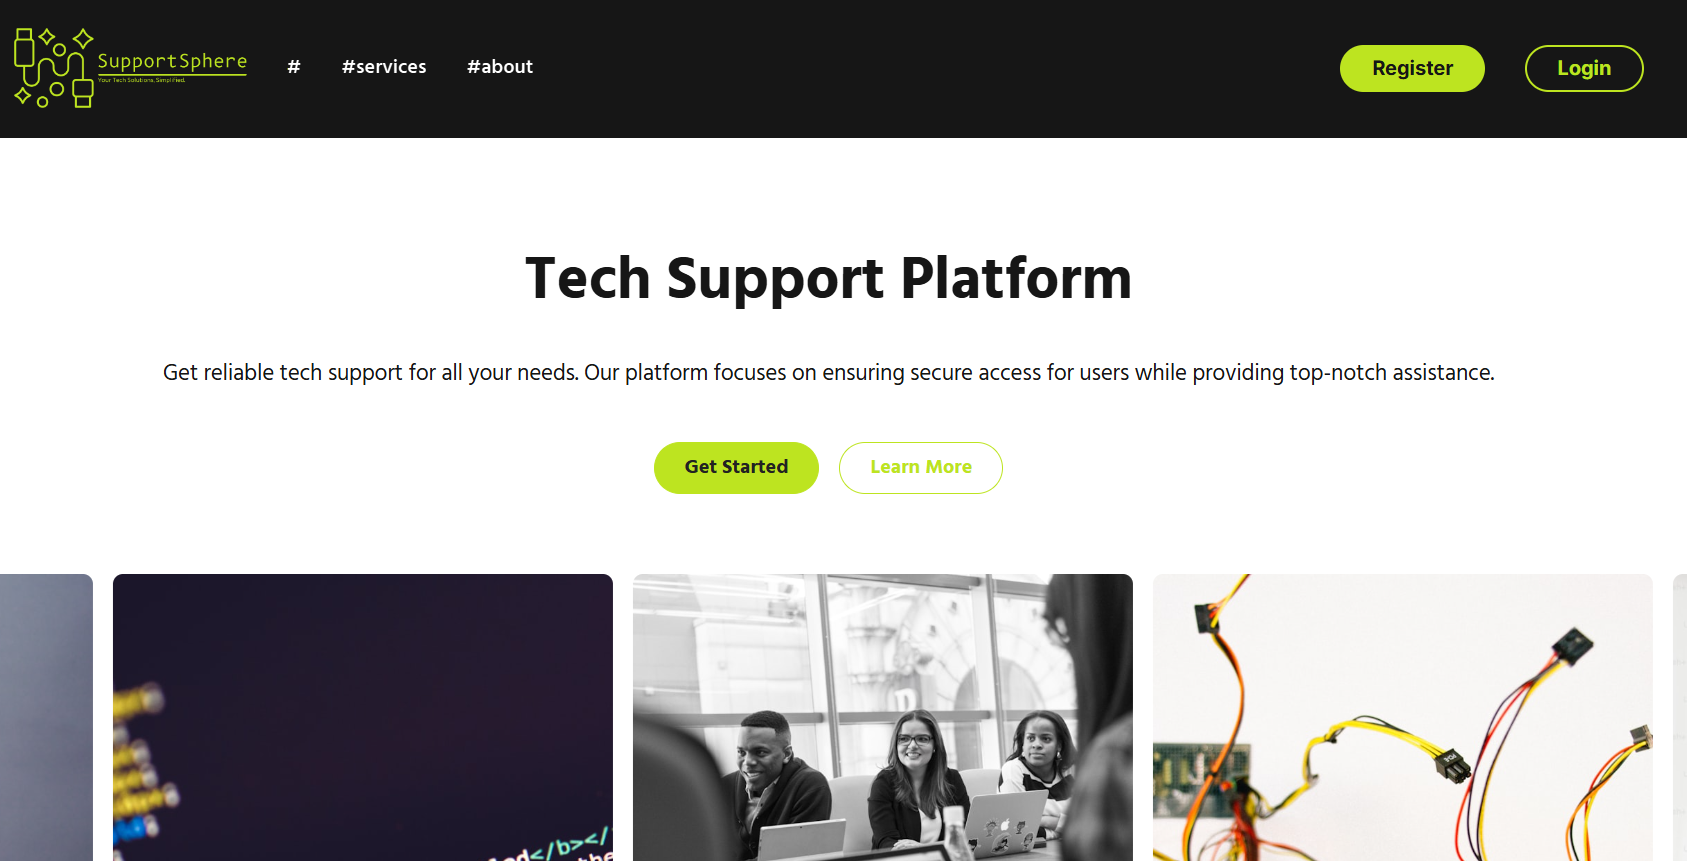 SupportSphere
Your Tech Solutions, Simplified.
#
#services
#about
Register
Login
Tech Support Platform
Get reliable tech support for all your needs. Our platform focuses on ensuring secure access for users while providing top-notch assistance.
Get Started
Learn More
</b></